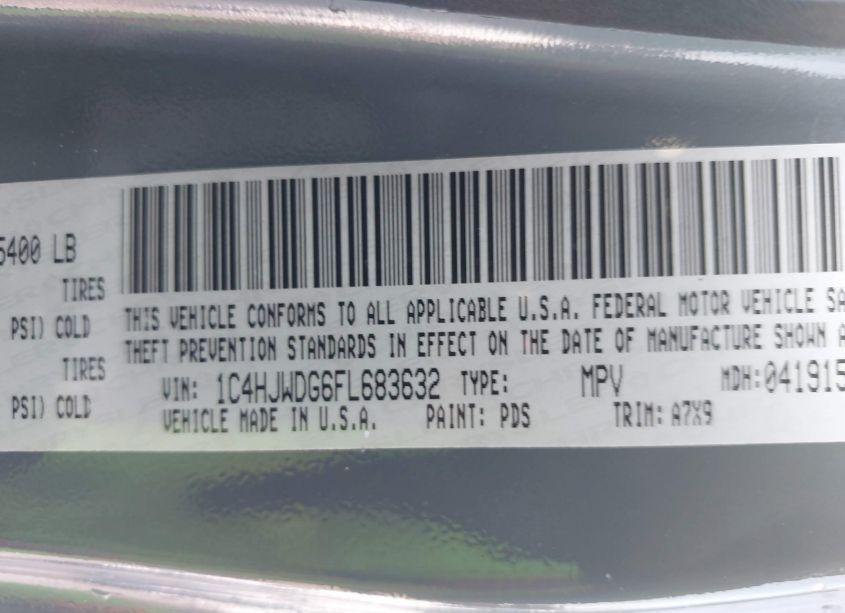 5400 LB
TIRES
PSI) COLD
TIRES
PSI) COLD
THIS VEHICLE CONFORMS TO ALL APPLICABLE U.S.A. FEDERAL MOTOR VEHICLE SA
THEFT PREVENTION STANDARDS IN EFFECT ON THE DATE OF MANUFACTURE SHOWN A
VIN: 1C4HJWDG6FL683632 TYPE: MPV MDH:041915
VEHICLE MADE IN U.S.A. PAINT: PDS TRIM: A7X9